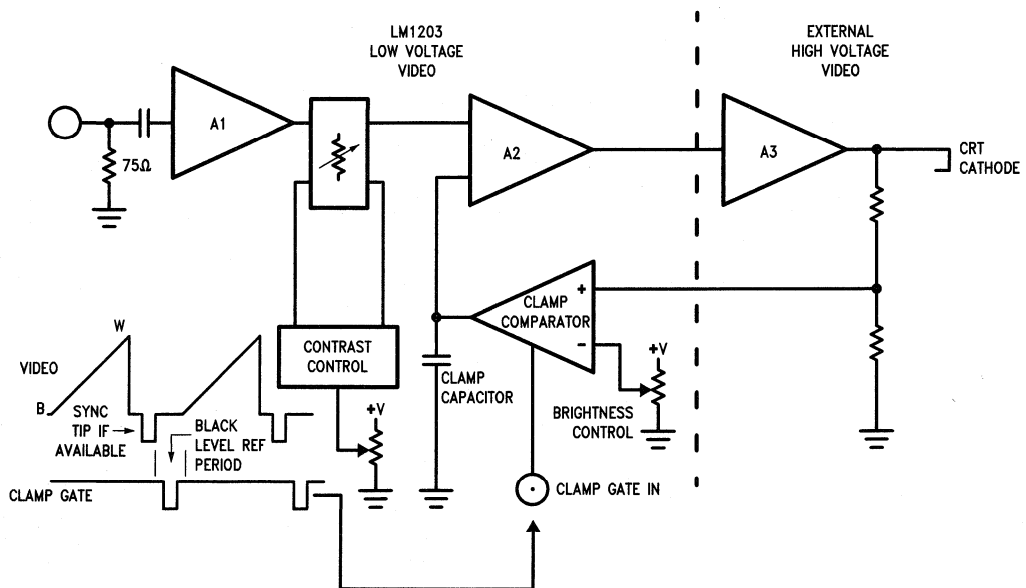 LM1203
LOW VOLTAGE
VIDEO
EXTERNAL
HIGH VOLTAGE
VIDEO
A1
75Ω
A2
A3
CRT
CATHODE
+
CLAMP
COMPARATOR
−
CONTRAST
CONTROL
CLAMP
CAPACITOR
+V
BRIGHTNESS
CONTROL
+V
W
VIDEO
B
SYNC
TIP IF
AVAILABLE
BLACK
LEVEL REF
PERIOD
CLAMP GATE
CLAMP GATE IN